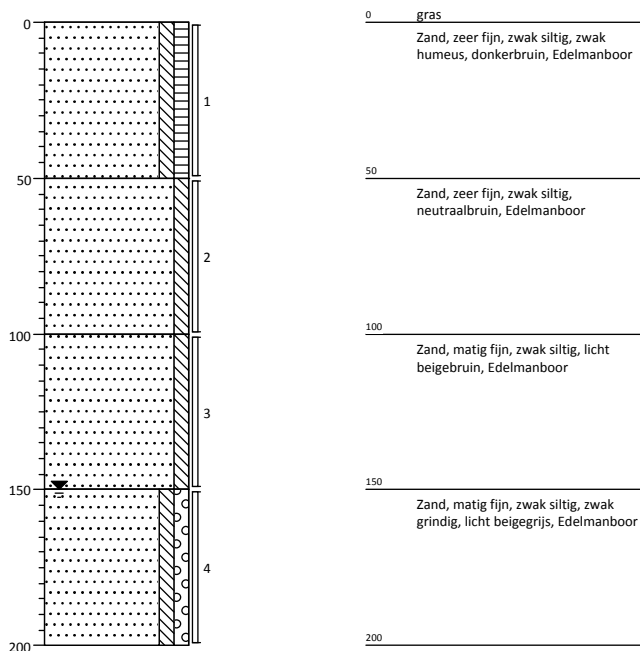 0
1
50
2
100
3
150
4
200
0
gras
Zand, zeer fijn, zwak siltig, zwak
humeus, donkerbruin, Edelmanboor
50
Zand, zeer fijn, zwak siltig,
neutraalbruin, Edelmanboor
100
Zand, matig fijn, zwak siltig, licht
beigebruin, Edelmanboor
150
Zand, matig fijn, zwak siltig, zwak
grindig, licht beigegrijs, Edelmanboor
200